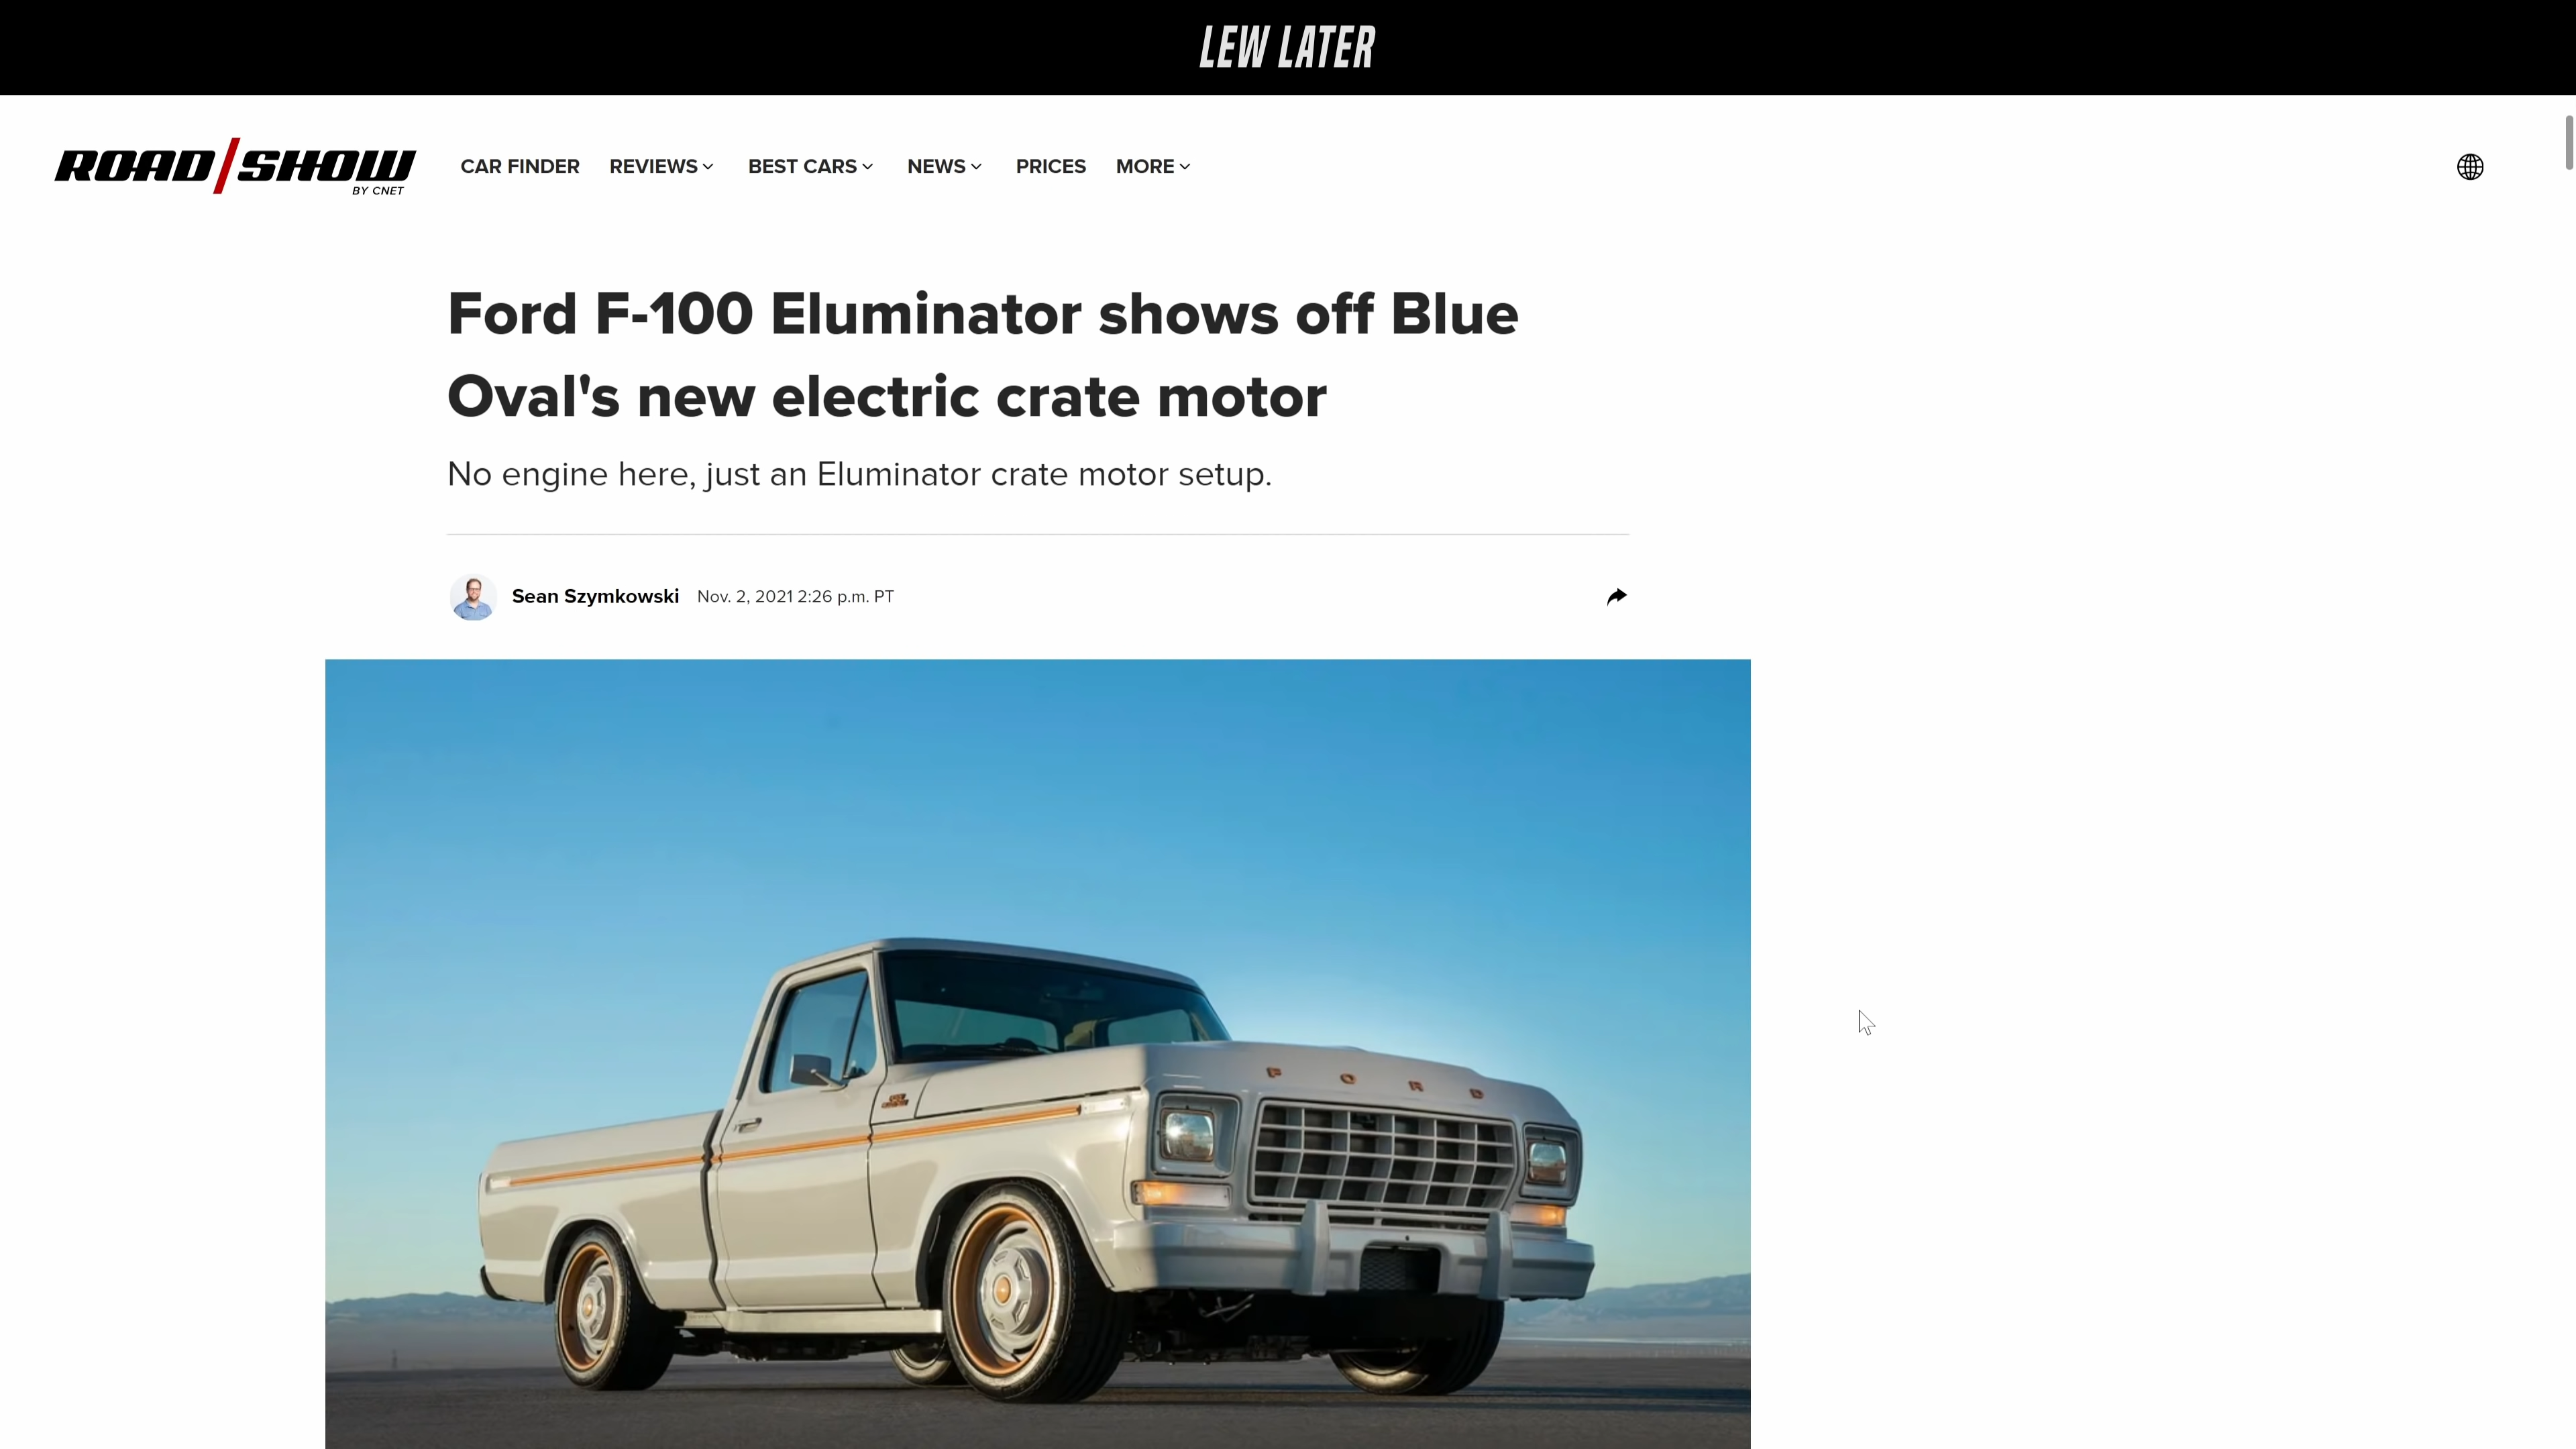 LEW LATER
ROAD/SHOW
BY CNET
CAR FINDER REVIEWS BEST CARS NEWS PRICES MORE
Ford F-100 Eluminator shows off Blue
Oval's new electric crate motor
No engine here, just an Eluminator crate motor setup.
Sean Szymkowski Nov. 2, 2021 2:26 p.m. PT
FORD